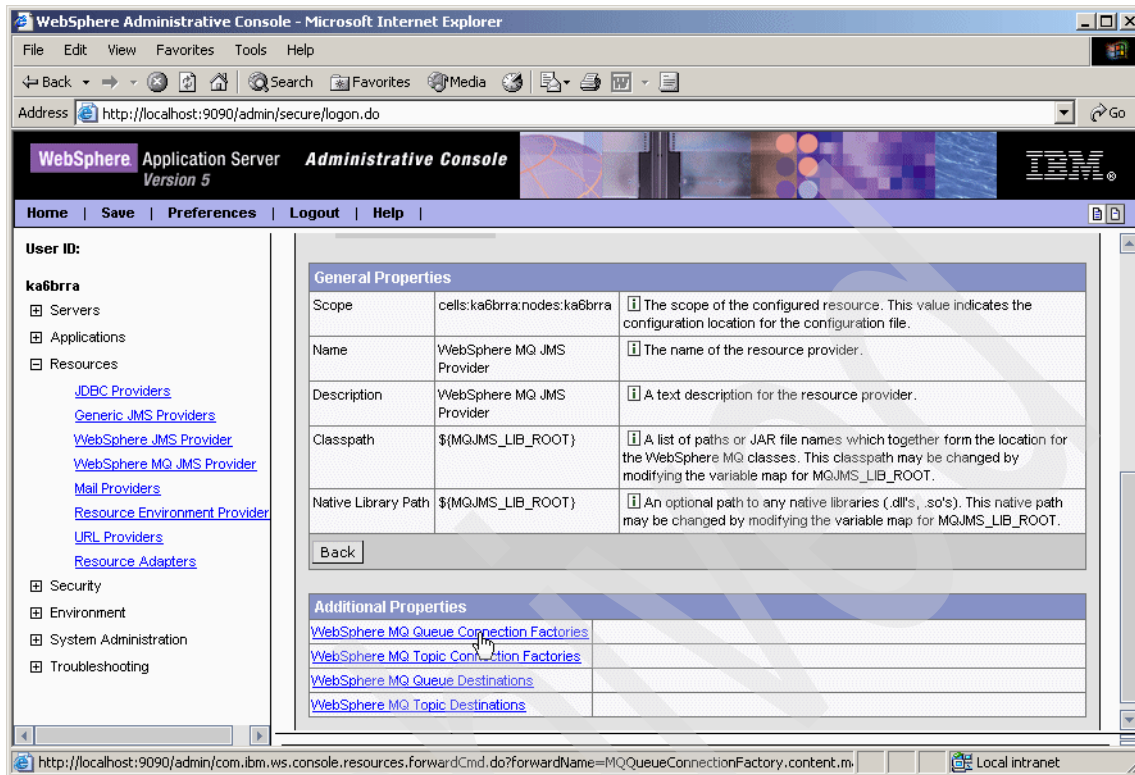 WebSphere Administrative Console - Microsoft Internet Explorer
File Edit View Favorites Tools Help
Back Search Favorites Media
Address http://localhost:9090/admin/secure/logon.do Go
WebSphere Application Server Administrative Console
Version 5
IBM®
Home | Save | Preferences | Logout | Help |
User ID:
ka6brra
Servers
Applications
Resources
JDBC Providers
Generic JMS Providers
WebSphere JMS Provider
WebSphere MQ JMS Provider
Mail Providers
Resource Environment Provider
URL Providers
Resource Adapters
Security
Environment
System Administration
Troubleshooting
General Properties
Scope cells:ka6brra:nodes:ka6brra i The scope of the configured resource. This value indicates the
configuration location for the configuration file.
Name WebSphere MQ JMS i The name of the resource provider.
Provider
Description WebSphere MQ JMS i A text description for the resource provider.
Provider
Classpath ${MQJMS_LIB_ROOT} i A list of paths or JAR file names which together form the location for
the WebSphere MQ classes. This classpath may be changed by
modifying the variable map for MQJMS_LIB_ROOT.
Native Library Path ${MQJMS_LIB_ROOT} i An optional path to any native libraries (.dll's, .so's). This native path
may be changed by modifying the variable map for MQJMS_LIB_ROOT.
Back
Additional Properties
WebSphere MQ Queue Connection Factories
WebSphere MQ Topic Connection Factories
WebSphere MQ Queue Destinations
WebSphere MQ Topic Destinations
http://localhost:9090/admin/com.ibm.ws.console.resources.forwardCmd.do?forwardName=MQQueueConnectionFactory.content.m Local intranet